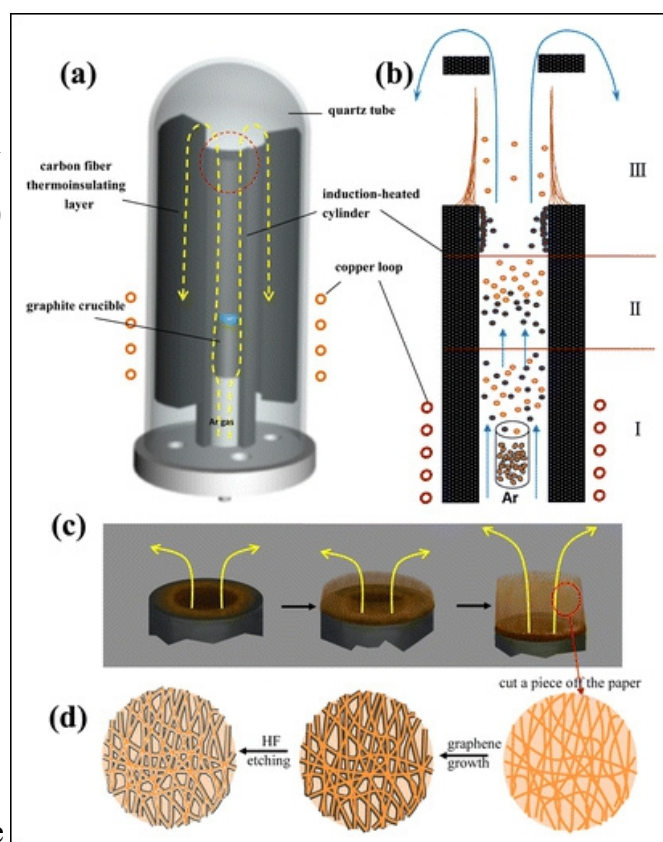 (a)
quartz tube
carbon fiber
thermoinsulating
layer
induction-heated
cylinder
copper loop
graphite crucible
Ar gas
(b)
III
II
I
Ar
(c)
cut a piece off the paper
(d)
HF
etching
graphene
growth
e